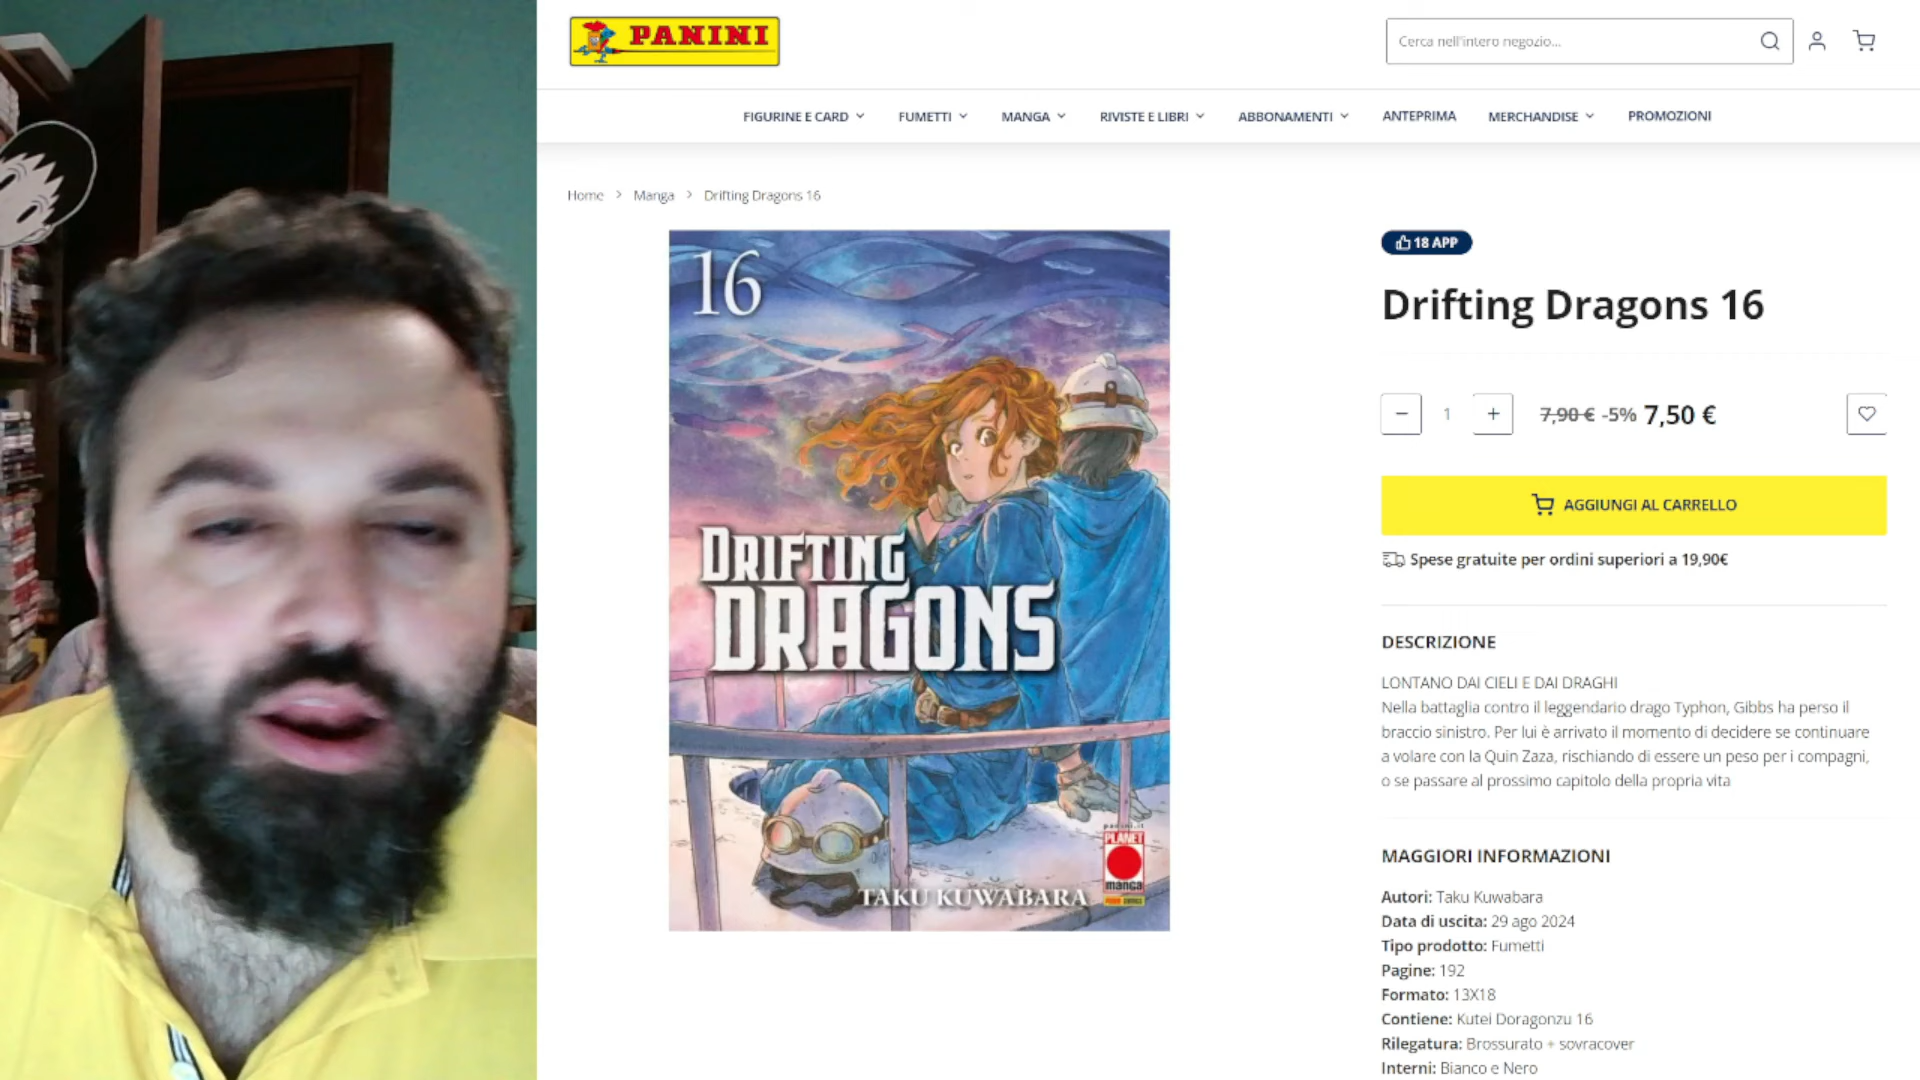 PANINI
Cerca nell'intero negozio...
FIGURINE E CARD
FUMETTI
MANGA
RIVISTE E LIBRI
ABBONAMENTI
ANTEPRIMA
MERCHANDISE
PROMOZIONI
Home > Manga > Drifting Dragons 16
16
DRIFTING
DRAGONS
TAKU KUWABARA
panini.it
PLANET
manga
18 APP
Drifting Dragons 16
− 1 + 7,90 € -5% 7,50 €
AGGIUNGI AL CARRELLO
Spese gratuite per ordini superiori a 19,90€
DESCRIZIONE
LONTANO DAI CIELI E DAI DRAGHI
Nella battaglia contro il leggendario drago Typhon, Gibbs ha perso il
braccio sinistro. Per lui è arrivato il momento di decidere se continuare
a volare con la Quin Zaza, rischiando di essere un peso per i compagni,
o se passare al prossimo capitolo della propria vita
MAGGIORI INFORMAZIONI
Autori: Taku Kuwabara
Data di uscita: 29 ago 2024
Tipo prodotto: Fumetti
Pagine: 192
Formato: 13X18
Contiene: Kutei Doragonzu 16
Rilegatura: Brossurato + sovracover
Interni: Bianco e Nero